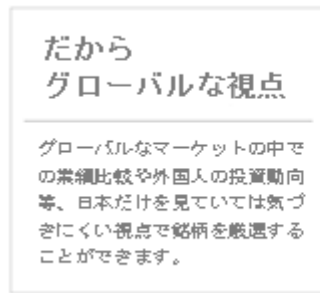 だから
グローバルな視点
グローバルなマーケットの中で
の業績比較や外国人の投資動向
等、日本だけを見ていては気づ
きにくい視点で銘柄を厳選する
ことができます。